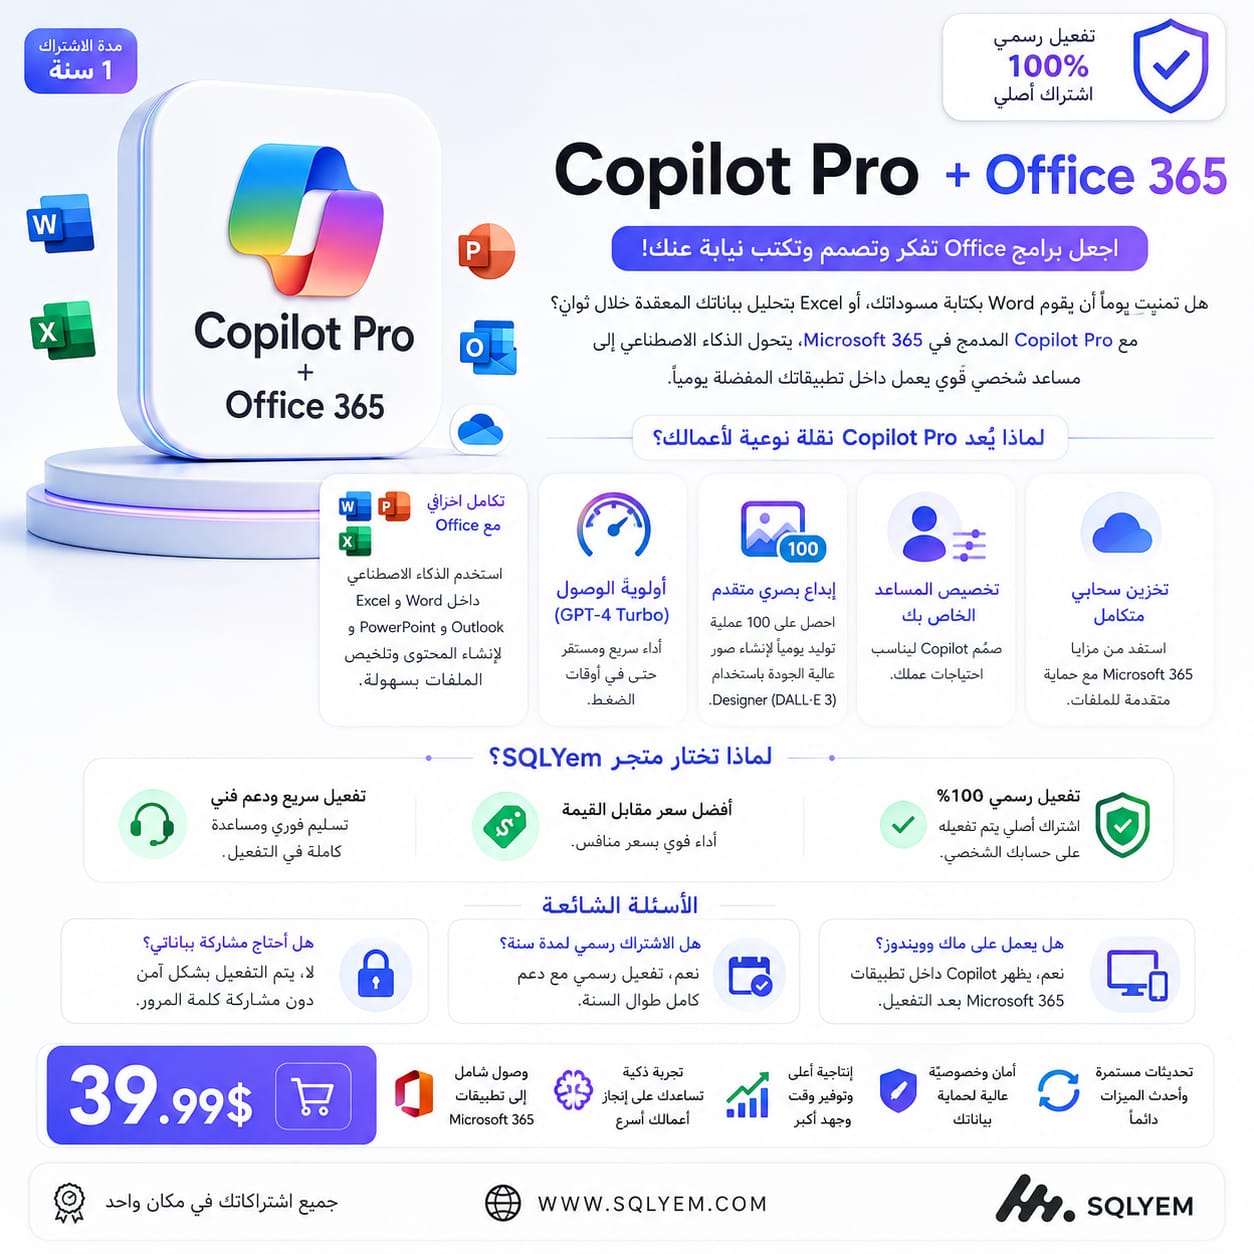 تفعيل رسمي
100%
اشتراك أصلي
مدة الاشتراك
1 سنة
Copilot Pro + Office 365
Copilot Pro
+
Office 365
W
X
P
O
اجعل برامج Office تفكر وتصمم وتكتب نيابة عنك!
هل تمنيت يوماً أن يقوم Word بكتابة مسوداتك، أو Excel بتحليل بياناتك المعقدة خلال ثوانٍ؟
مع Copilot Pro المدمج في Microsoft 365، يتحول الذكاء الاصطناعي إلى
مساعد شخصي قوي يعمل داخل تطبيقاتك المفضلة يومياً.
لماذا يُعد Copilot Pro نقلة نوعية لأعمالك؟
تخزين سحابي
متكامل
استفد من مزايا
Microsoft 365 مع حماية
متقدمة للملفات.
تخصيص المساعد
الخاص بك
صمّم Copilot ليناسب
احتياجات عملك.
100
إبداع بصري متقدم
احصل على 100 عملية
توليد يومياً لإنشاء صور
عالية الجودة باستخدام
Designer (DALL·E 3).
أولوية الوصول
(GPT-4 Turbo)
أداء سريع ومستقر
حتى في أوقات
الضغط.
W
P
X
تكامل اخزافي
مع Office
استخدم الذكاء الاصطناعي
داخل Word و Excel
و PowerPoint و Outlook
لإنشاء المحتوى وتلخيص
الملفات بسهولة.
لماذا تختار متجر SQLYem؟
تفعيل رسمي 100%
اشتراك أصلي يتم تفعيله
على حسابك الشخصي.
أفضل سعر مقابل القيمة
أداء قوي بسعر منافس.
تفعيل سريع ودعم فني
تسليم فوري ومساعدة
كاملة في التفعيل.
الأسئلة الشائعة
هل يعمل على ماك وويندوز؟
نعم، يظهر Copilot داخل تطبيقات
Microsoft 365 بعد التفعيل.
هل الاشتراك رسمي لمدة سنة؟
نعم، تفعيل رسمي مع دعم
كامل طوال السنة.
هل أحتاج مشاركة بياناتي؟
لا، يتم التفعيل بشكل آمن
دون مشاركة كلمة المرور.
تحديثات مستمرة
وأحدث الميزات
دائماً
أمان وخصوصيّة
عالية لحماية
بياناتك
إنتاجية أعلى
وتوفير وقت
وجهد أكبر
تجربة ذكية
تساعدك على إنجاز
أعمالك أسرع
وصول شامل
إلى تطبيقات
Microsoft 365
39.99$
SQLYEM
WWW.SQLYEM.COM
جميع اشتراكاتك في مكان واحد